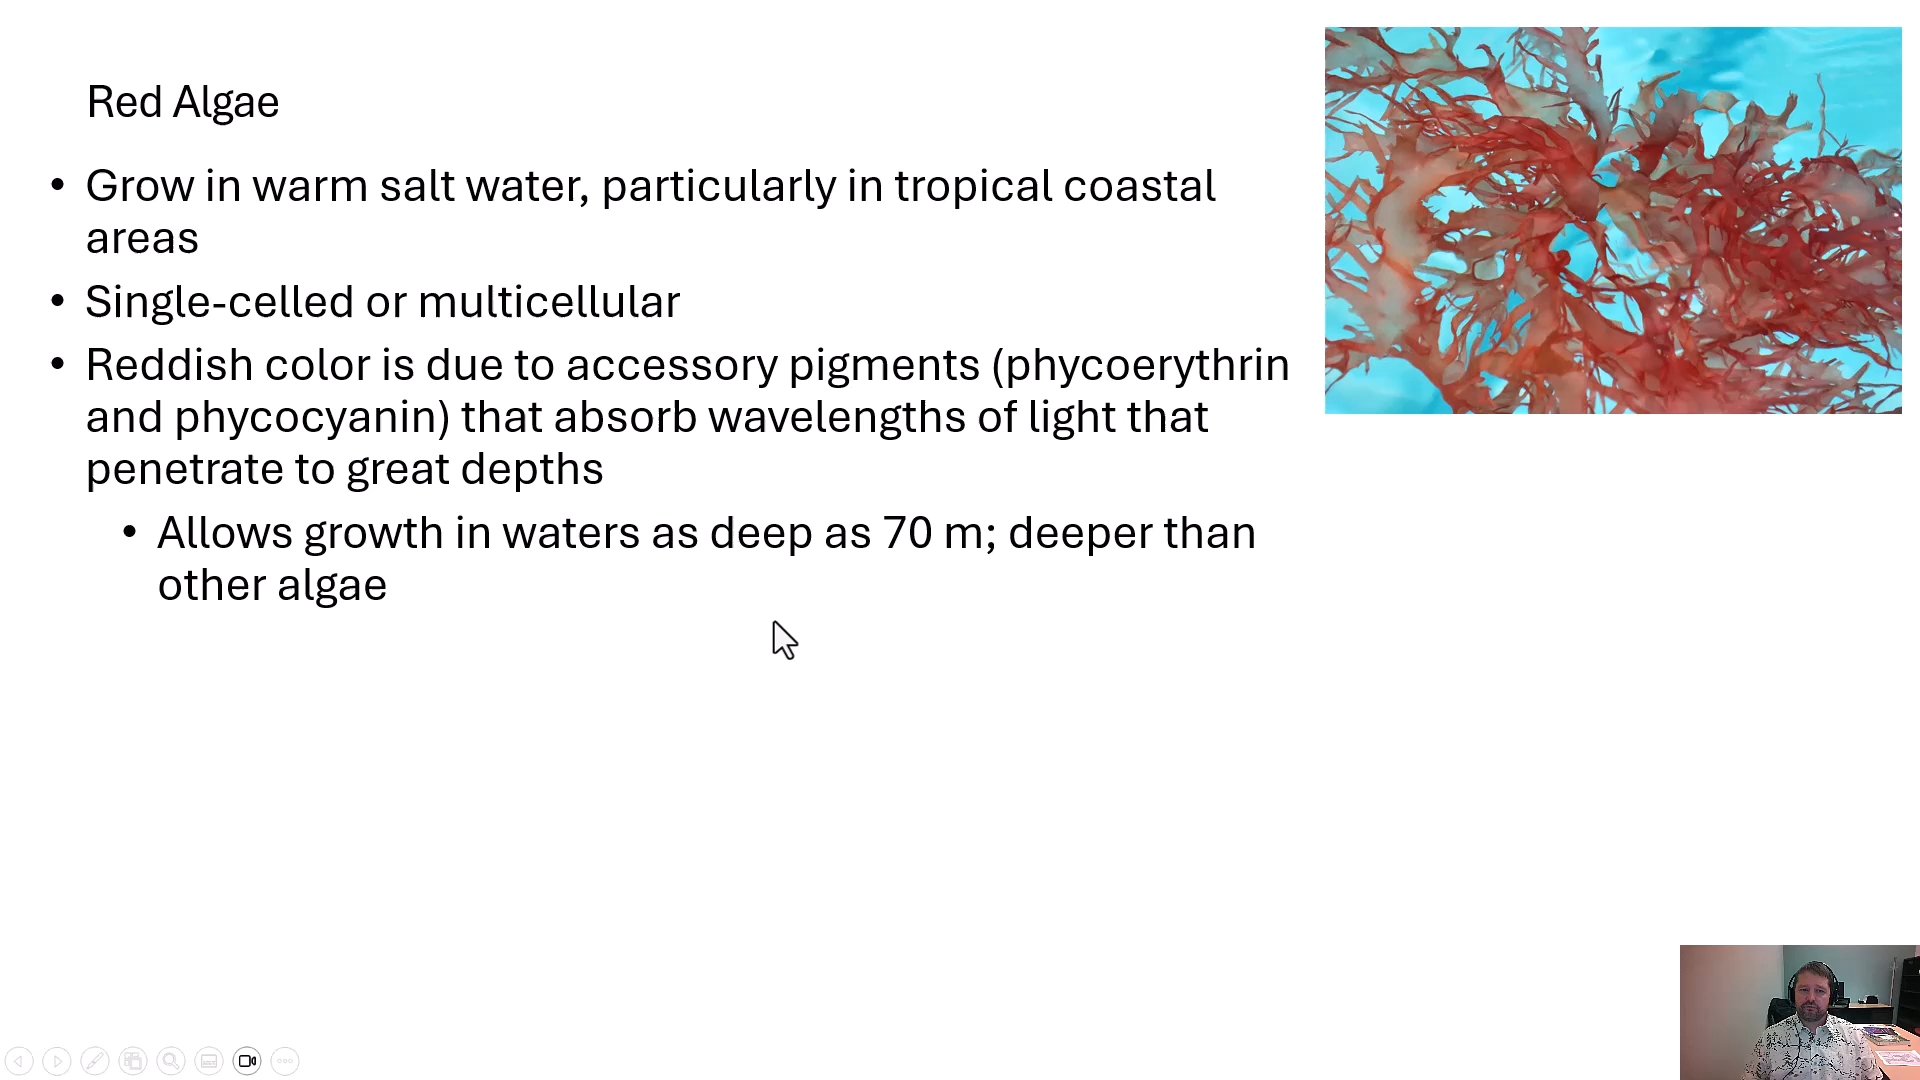 Red Algae
• Grow in warm salt water, particularly in tropical coastal
areas
• Single-celled or multicellular
• Reddish color is due to accessory pigments (phycoerythrin
and phycocyanin) that absorb wavelengths of light that
penetrate to great depths
• Allows growth in waters as deep as 70 m; deeper than
other algae